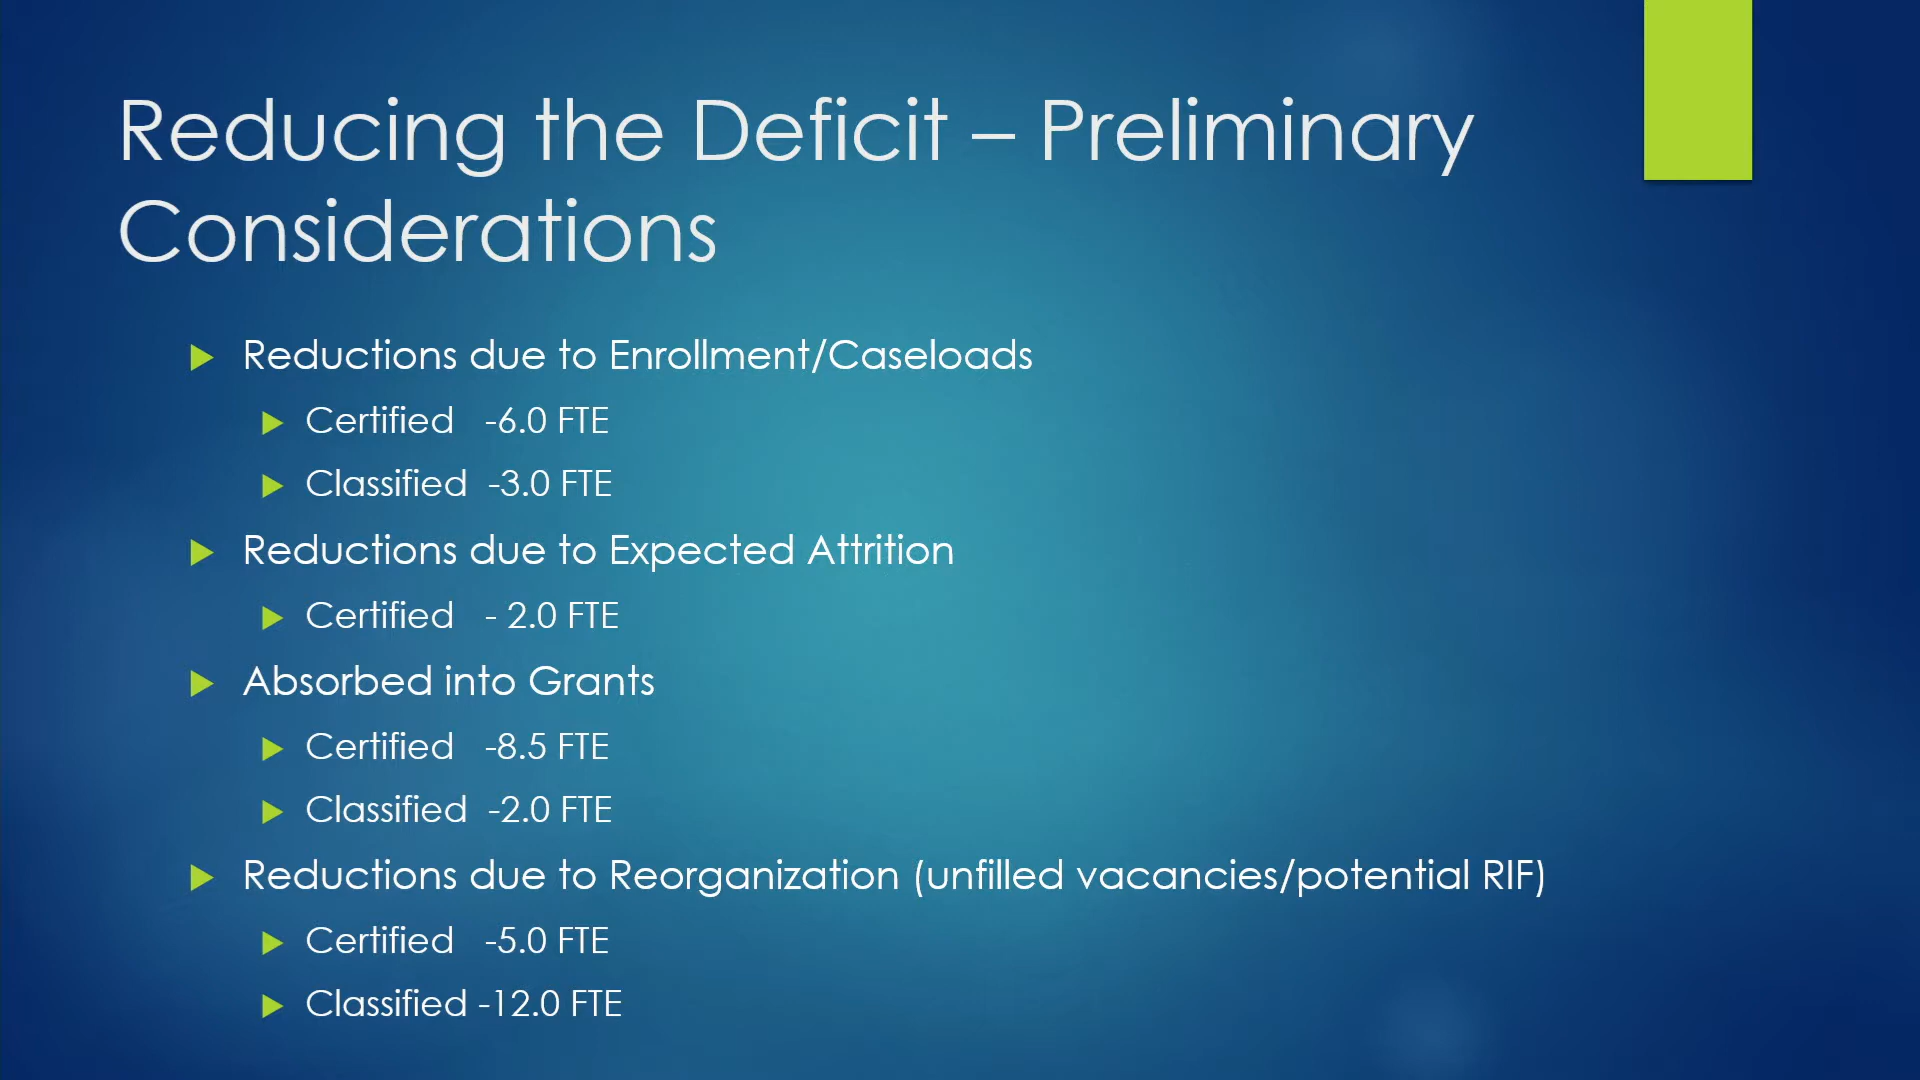 Reducing the Deficit – Preliminary
Considerations
Reductions due to Enrollment/Caseloads
Certified -6.0 FTE
Classified -3.0 FTE
Reductions due to Expected Attrition
Certified - 2.0 FTE
Absorbed into Grants
Certified -8.5 FTE
Classified -2.0 FTE
Reductions due to Reorganization (unfilled vacancies/potential RIF)
Certified -5.0 FTE
Classified -12.0 FTE